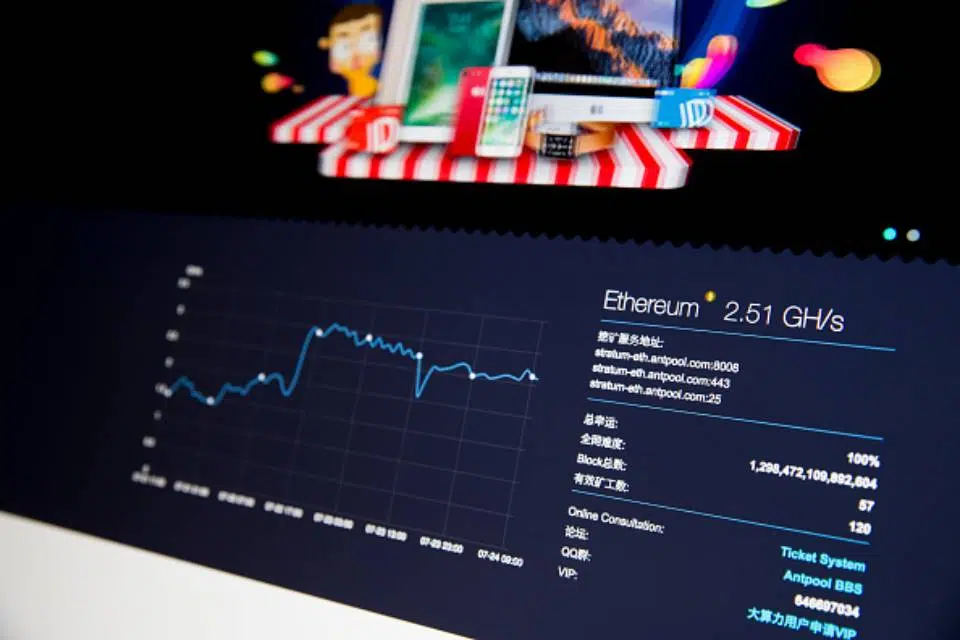 JD
JD
Ethereum 2.51 GH/s
挖矿服务地址:
stratum-eth.antpool.com:8008
stratum-eth.antpool.com:443
stratum-eth.antpool.com:25
总幸运: 100%
全网难度: 1,298,472,109,892,604
Block总数: 57
有效矿工数: 120
Online Consultation: Ticket System
论坛: Antpool BBS
QQ群: 646697034
VIP: 大算力用户申请VIP
07-23 13:00 07-23 23:00 07-24 09:00